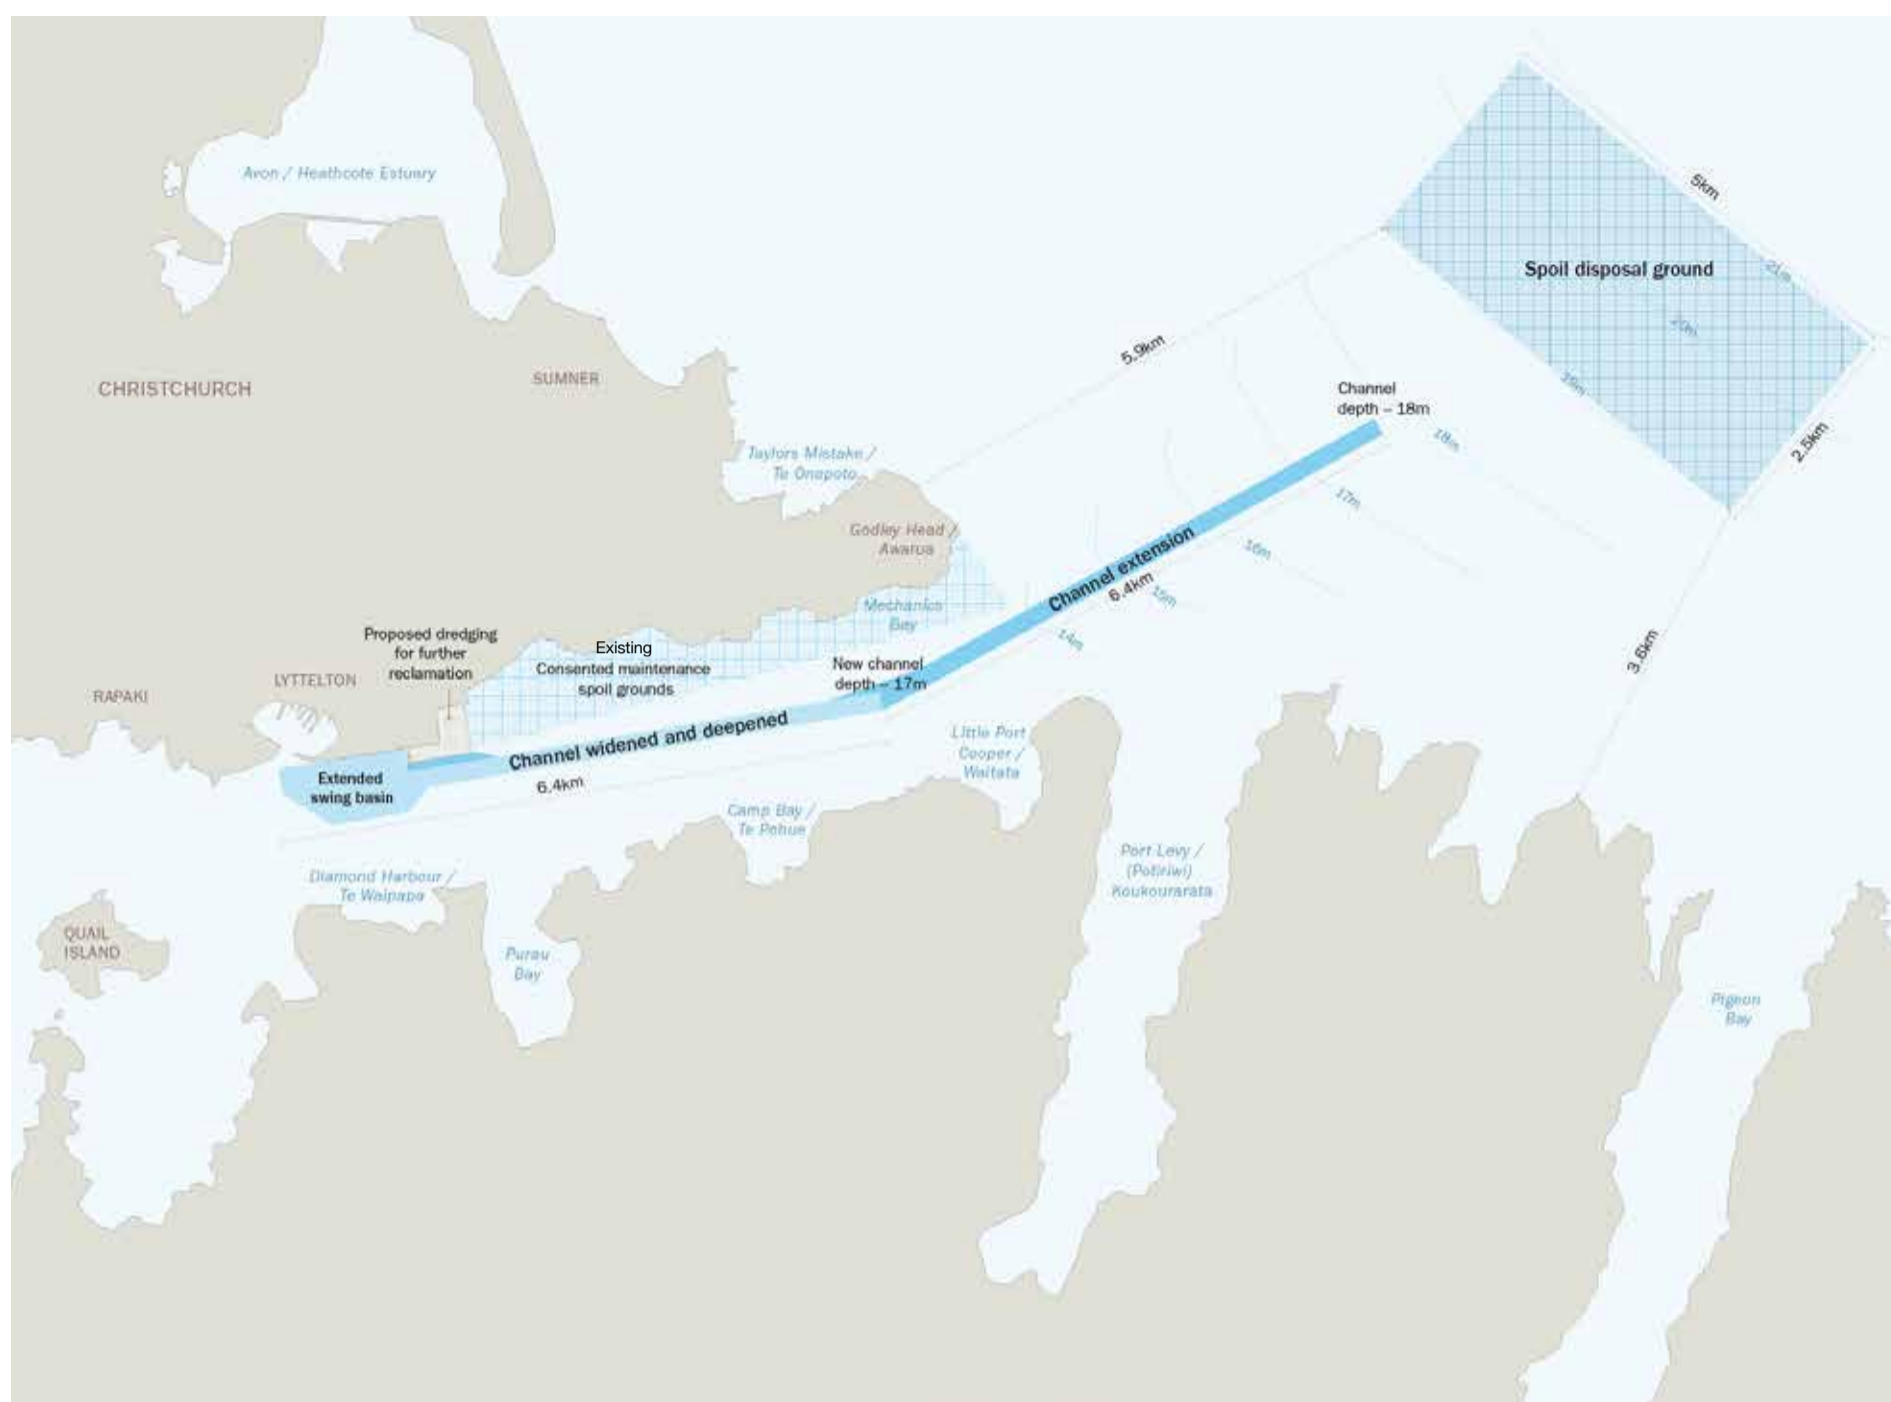 Avon / Heathcote Estuary
5km
Spoil disposal ground
21m
20m
5.9km
19m
CHRISTCHURCH
SUMNER
Channel
depth – 18m
18m
2.5km
Taylors Mistake /
Te Onepoto
17m
Godley Head /
Awaroa
16m
Channel extension
6.4km
15m
Mechanics
Bay
14m
Proposed dredging
for further
reclamation
Existing
Consented maintenance
spoil grounds
New channel
depth – 17m
3.6km
LYTTELTON
RAPAKI
Channel widened and deepened
6.4km
Extended
swing basin
Little Port
Cooper /
Waitata
Camp Bay /
Te Pohue
Diamond Harbour /
Te Waipapa
Port Levy /
(Potiriwi)
Koukourarata
QUAIL
ISLAND
Purau
Bay
Pigeon
Bay